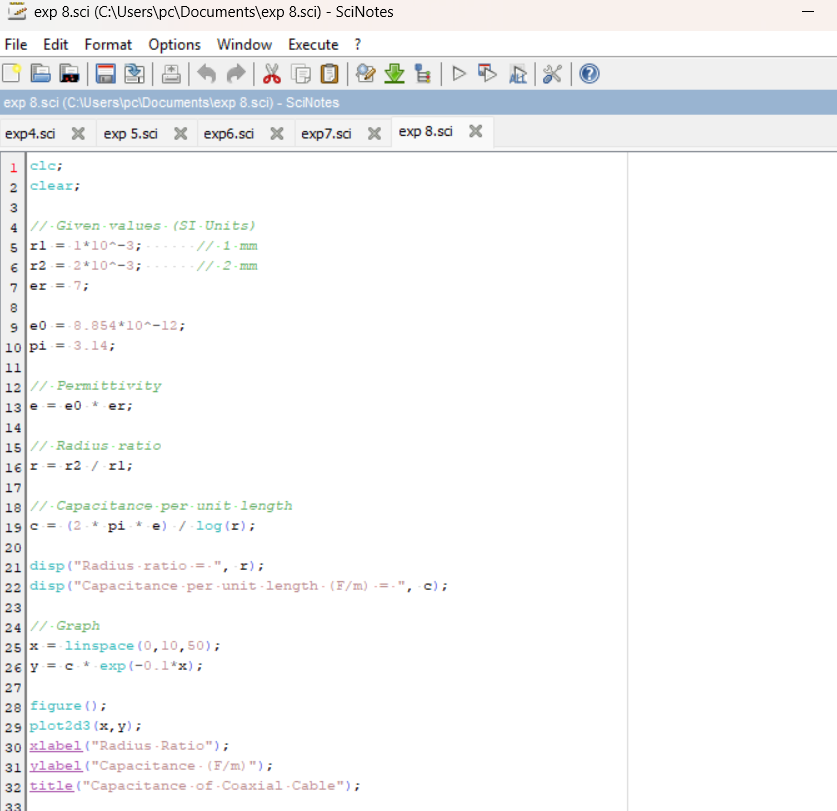 exp 8.sci (C:\Users\pc\Documents\exp 8.sci) - SciNotes
File Edit Format Options Window Execute ?
exp 8.sci (C:\Users\pc\Documents\exp 8.sci) - SciNotes
exp4.sci exp 5.sci exp6.sci exp7.sci exp 8.sci
1 clc;
2 clear;
3
4 // Given values (SI Units)
5 r1 = 1*10^-3;      // 1 mm
6 r2 = 2*10^-3;      // 2 mm
7 er = 7;
8
9 e0 = 8.854*10^-12;
10 pi = 3.14;
11
12 // Permittivity
13 e = e0 * er;
14
15 // Radius ratio
16 r = r2 / r1;
17
18 // Capacitance per unit length
19 c = (2 * pi * e) / log(r);
20
21 disp("Radius ratio = ", r);
22 disp("Capacitance per unit length (F/m) = ", c);
23
24 // Graph
25 x = linspace(0,10,50);
26 y = c * exp(-0.1*x);
27
28 figure();
29 plot2d3(x,y);
30 xlabel("Radius Ratio");
31 ylabel("Capacitance (F/m)");
32 title("Capacitance of Coaxial Cable");
33